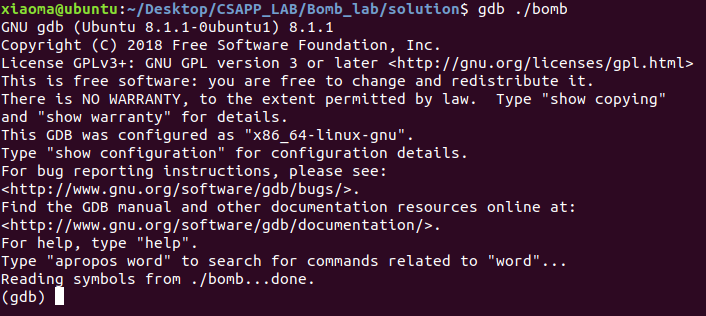 xiaoma@ubuntu:~/Desktop/CSAPP_LAB/Bomb_lab/solution$ gdb ./bomb
GNU gdb (Ubuntu 8.1.1-0ubuntu1) 8.1.1
Copyright (C) 2018 Free Software Foundation, Inc.
License GPLv3+: GNU GPL version 3 or later <http://gnu.org/licenses/gpl.html>
This is free software: you are free to change and redistribute it.
There is NO WARRANTY, to the extent permitted by law.  Type "show copying"
and "show warranty" for details.
This GDB was configured as "x86_64-linux-gnu".
Type "show configuration" for configuration details.
For bug reporting instructions, please see:
<http://www.gnu.org/software/gdb/bugs/>.
Find the GDB manual and other documentation resources online at:
<http://www.gnu.org/software/gdb/documentation/>.
For help, type "help".
Type "apropos word" to search for commands related to "word"...
Reading symbols from ./bomb...done.
(gdb)